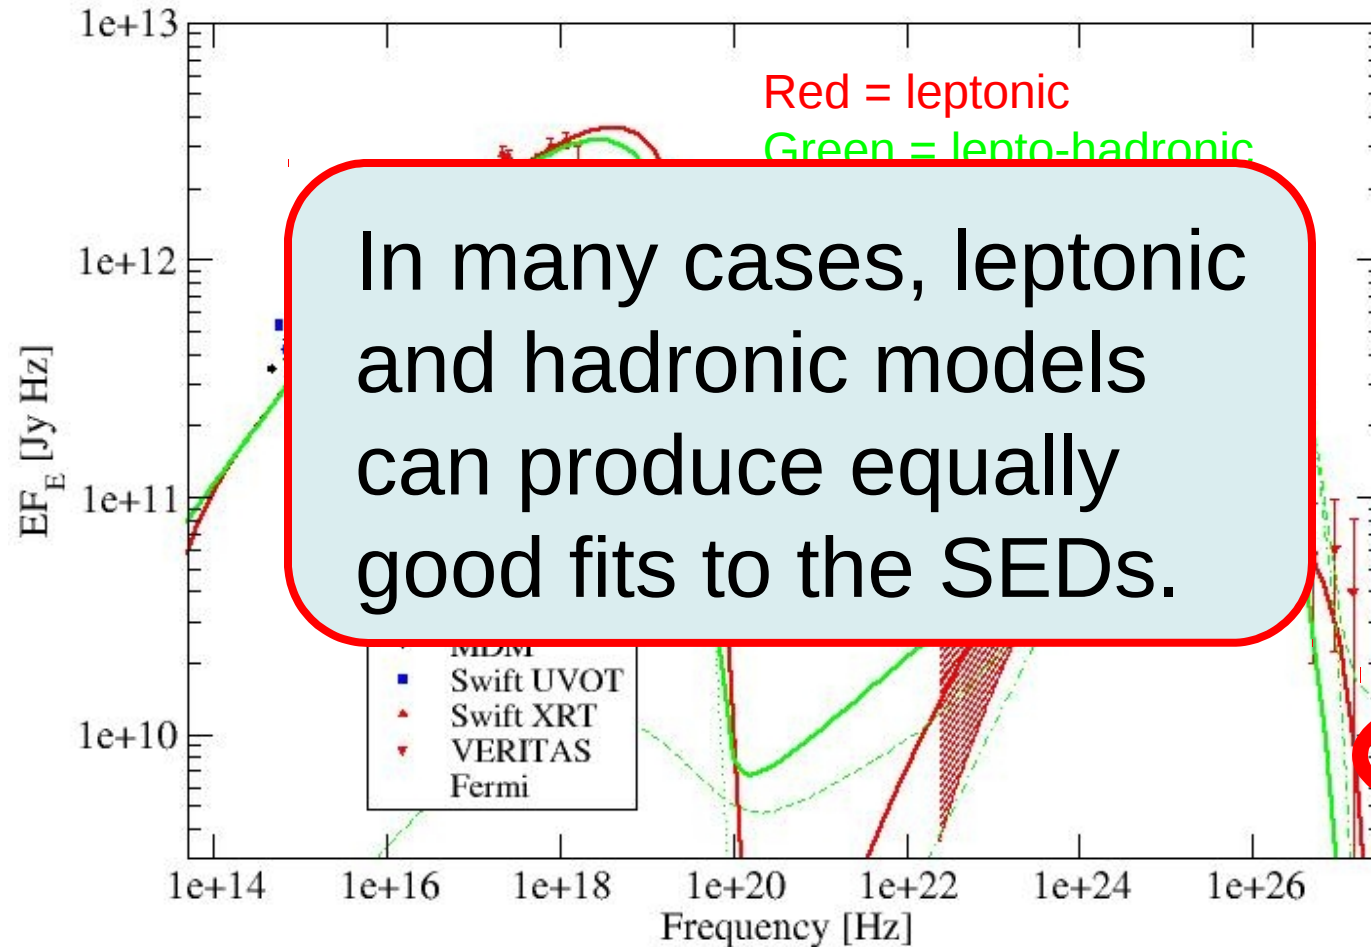 1e+13
Red = leptonic
Green = lepto-hadronic
In many cases, leptonic
and hadronic models
can produce equally
good fits to the SEDs.
1e+12
1e+11
1e+10
EF_E [Jy Hz]
MDM
Swift UVOT
Swift XRT
VERITAS
Fermi
1e+14 1e+16 1e+18 1e+20 1e+22 1e+24 1e+26
Frequency [Hz]